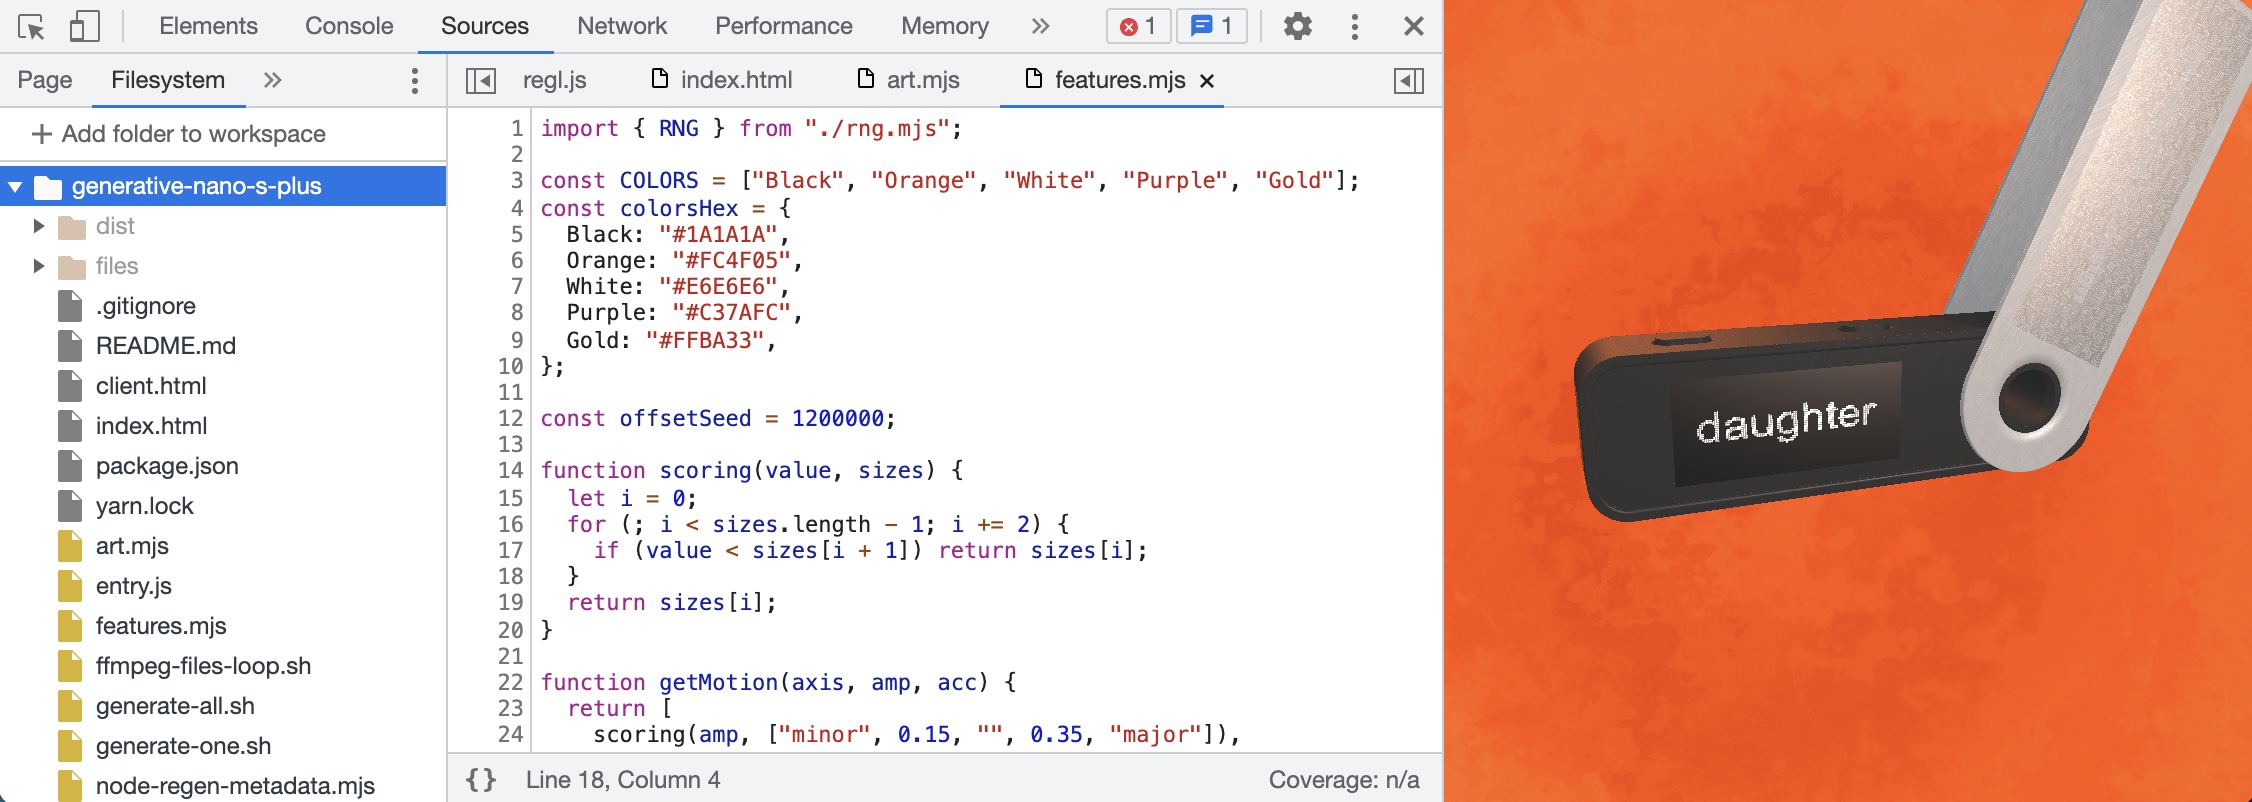 Elements Console Sources Network Performance Memory 1 1
Page Filesystem
regl.js index.html art.mjs features.mjs
Add folder to workspace
generative-nano-s-plus
dist
files
.gitignore
README.md
client.html
index.html
package.json
yarn.lock
art.mjs
entry.js
features.mjs
ffmpeg-files-loop.sh
generate-all.sh
generate-one.sh
node-regen-metadata.mjs
1 import { RNG } from "./rng.mjs";
2
3 const COLORS = ["Black", "Orange", "White", "Purple", "Gold"];
4 const colorsHex = {
5   Black: "#1A1A1A",
6   Orange: "#FC4F05",
7   White: "#E6E6E6",
8   Purple: "#C37AFC",
9   Gold: "#FFBA33",
10 };
11
12 const offsetSeed = 1200000;
13
14 function scoring(value, sizes) {
15   let i = 0;
16   for (; i < sizes.length - 1; i += 2) {
17     if (value < sizes[i + 1]) return sizes[i];
18   }
19   return sizes[i];
20 }
21
22 function getMotion(axis, amp, acc) {
23   return [
24     scoring(amp, ["minor", 0.15, "", 0.35, "major"]),
{} Line 18, Column 4 Coverage: n/a
daughter